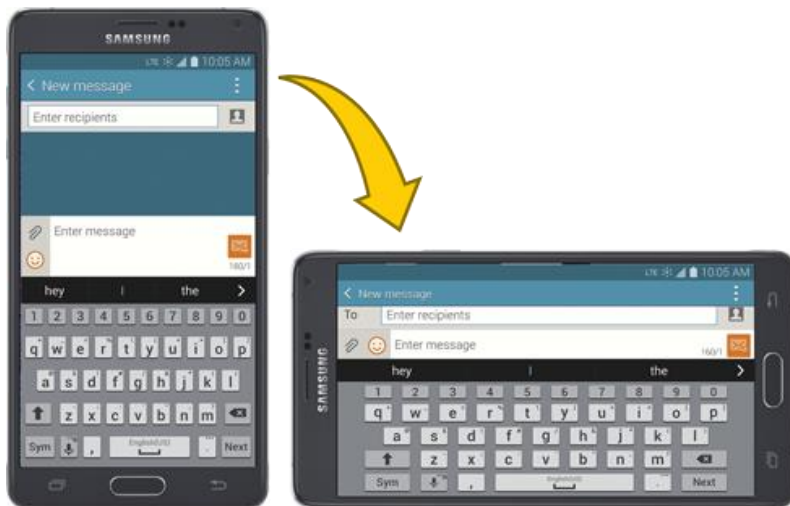 SAMSUNG
LTE 10:05 AM
< New message
Enter recipients
Enter message
160/1
hey I the >
1 2 3 4 5 6 7 8 9 0
q w e r t y u i o p
a s d f g h j k l
z x c v b n m
Sym , English(US) . Next
SAMSUNG
LTE 10:05 AM
< New message
To Enter recipients
Enter message
160/1
hey I the >
1 2 3 4 5 6 7 8 9 0
q w e r t y u i o p
a s d f g h j k l
z x c v b n m
Sym , . Next